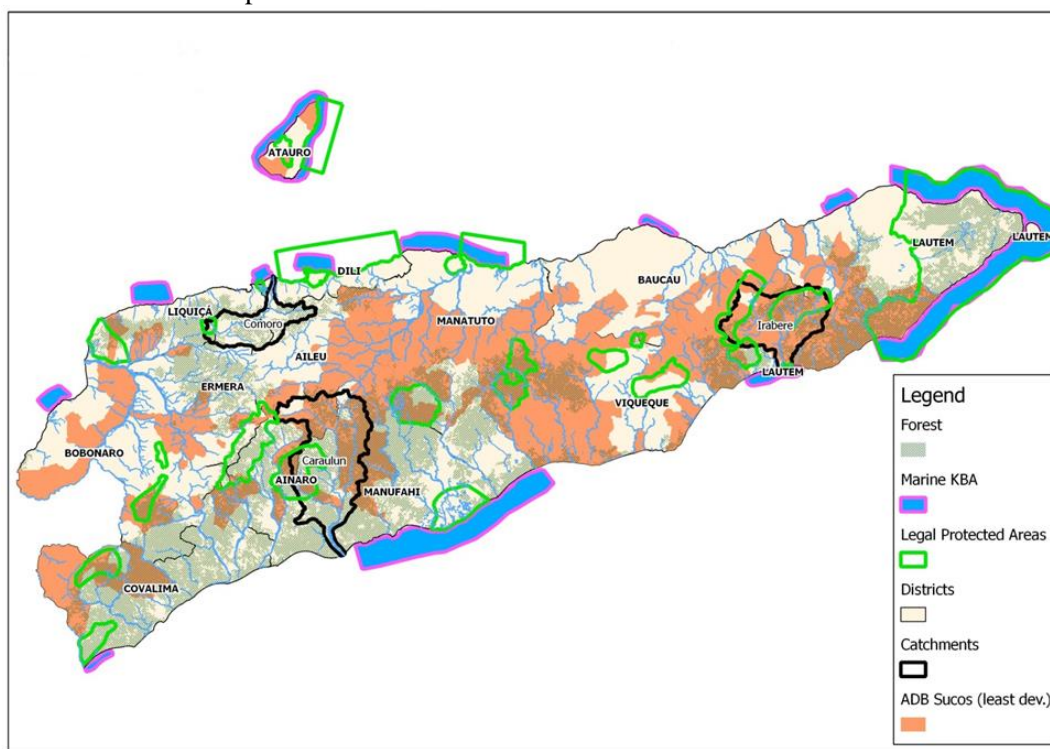 ATAURO
LAUTEM
LAUTEM
DILI
BAUCAU
LIQUIÇÁ
Comoro
MANATUTO
Irabere
AILEU
LAUTEM
ERMERA
VIQUEQUE
BOBONARO
Caraulun
AINARO
MANUFAHI
COVALIMA
Legend
Forest
Marine KBA
Legal Protected Areas
Districts
Catchments
ADB Sucos (least dev.)